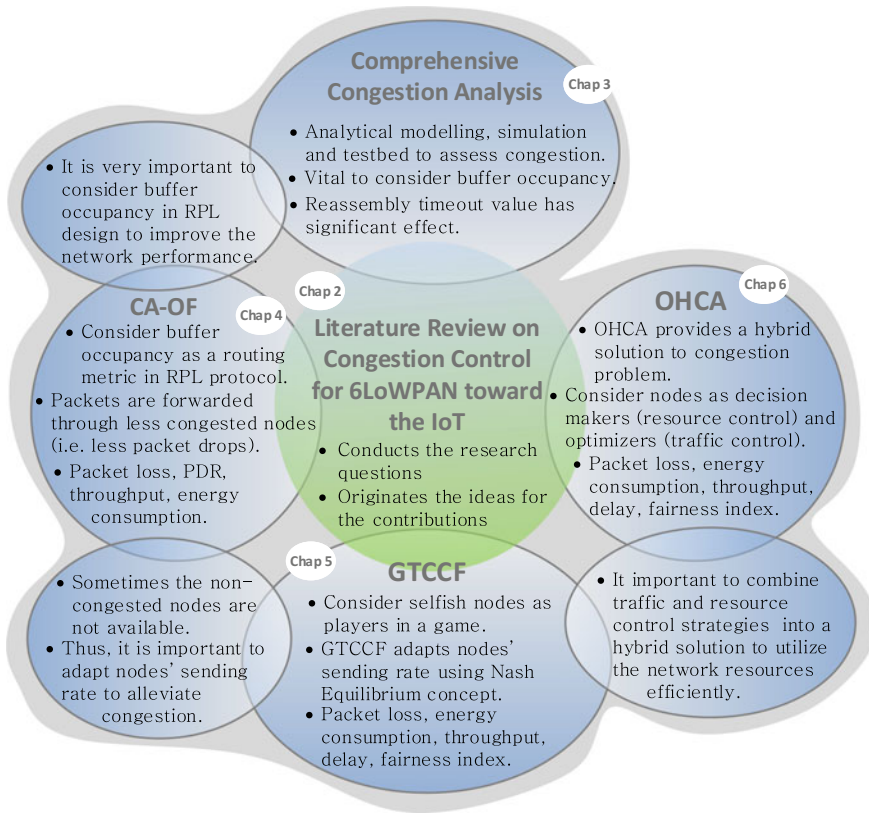 Comprehensive
Congestion Analysis
Chap 3
• Analytical modelling, simulation
and testbed to assess congestion.
• Vital to consider buffer occupancy.
• Reassembly timeout value has
significant effect.
• It is very important to
consider buffer
occupancy in RPL
design to improve the
network performance.
CA-OF
Chap 4
• Consider buffer
occupancy as a routing
metric in RPL protocol.
• Packets are forwarded
through less congested nodes
(i.e. less packet drops).
• Packet loss, PDR,
throughput, energy
consumption.
Chap 2
Literature Review on
Congestion Control
for 6LoWPAN toward
the IoT
• Conducts the research
questions
• Originates the ideas for
the contributions
OHCA
Chap 6
• OHCA provides a hybrid
solution to congestion
problem.
• Consider nodes as decision
makers (resource control) and
optimizers (traffic control).
• Packet loss, energy
consumption, throughput,
delay, fairness index.
• Sometimes the non-
congested nodes are
not available.
• Thus, it is important to
adapt nodes' sending
rate to alleviate
congestion.
Chap 5
GTCCF
• Consider selfish nodes as
players in a game.
• GTCCF adapts nodes'
sending rate using Nash
Equilibrium concept.
• Packet loss, energy
consumption, throughput,
delay, fairness index.
• It important to combine
traffic and resource
control strategies into a
hybrid solution to utilize
the network resources
efficiently.